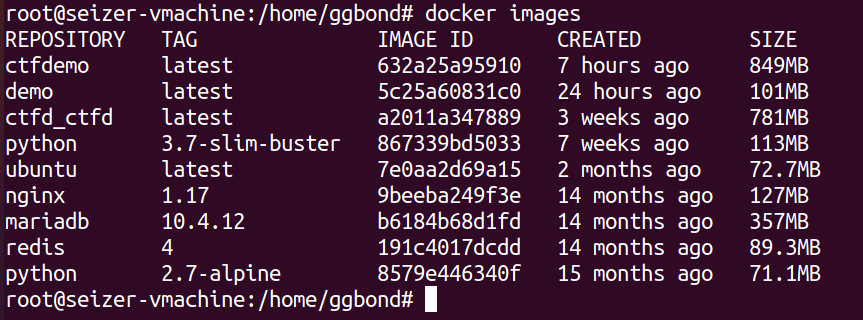 root@seizer-vmachine:/home/ggbond# docker images
REPOSITORY TAG IMAGE ID CREATED SIZE
ctfdemo latest 632a25a95910 7 hours ago 849MB
demo latest 5c25a60831c0 24 hours ago 101MB
ctfd_ctfd latest a2011a347889 3 weeks ago 781MB
python 3.7-slim-buster 867339bd5033 7 weeks ago 113MB
ubuntu latest 7e0aa2d69a15 2 months ago 72.7MB
nginx 1.17 9beeba249f3e 14 months ago 127MB
mariadb 10.4.12 b6184b68d1fd 14 months ago 357MB
redis 4 191c4017dcdd 14 months ago 89.3MB
python 2.7-alpine 8579e446340f 15 months ago 71.1MB
root@seizer-vmachine:/home/ggbond#